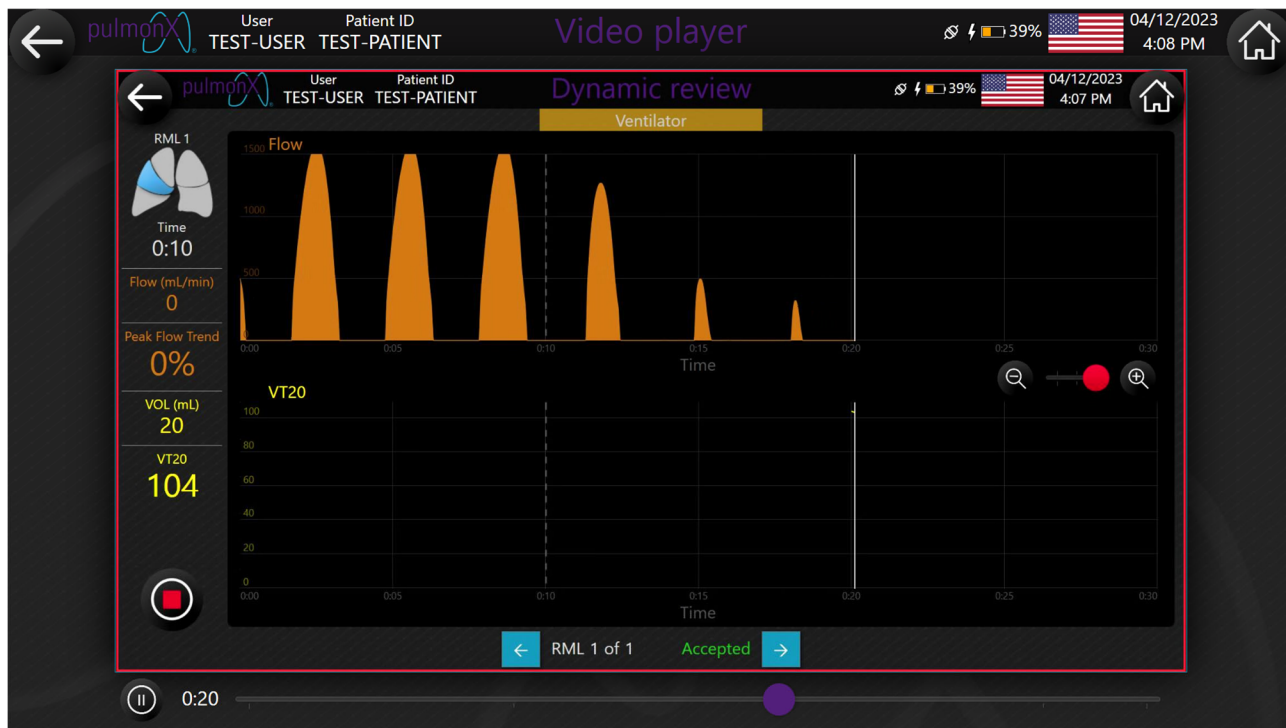 pulmonX
User
TEST-USER
Patient ID
TEST-PATIENT
Video player
39%
04/12/2023
4:08 PM
pulmonX
User
TEST-USER
Patient ID
TEST-PATIENT
Dynamic review
39%
04/12/2023
4:07 PM
Ventilator
RML 1
Time
0:10
Flow (mL/min)
0
Peak Flow Trend
0%
VOL (mL)
20
VT20
104
Flow
1500
1000
500
0
0:00 0:05 0:10 0:15 0:20 0:25 0:30
Time
VT20
100
80
60
40
20
0
0:00 0:05 0:10 0:15 0:20 0:25 0:30
Time
RML 1 of 1 Accepted
0:20